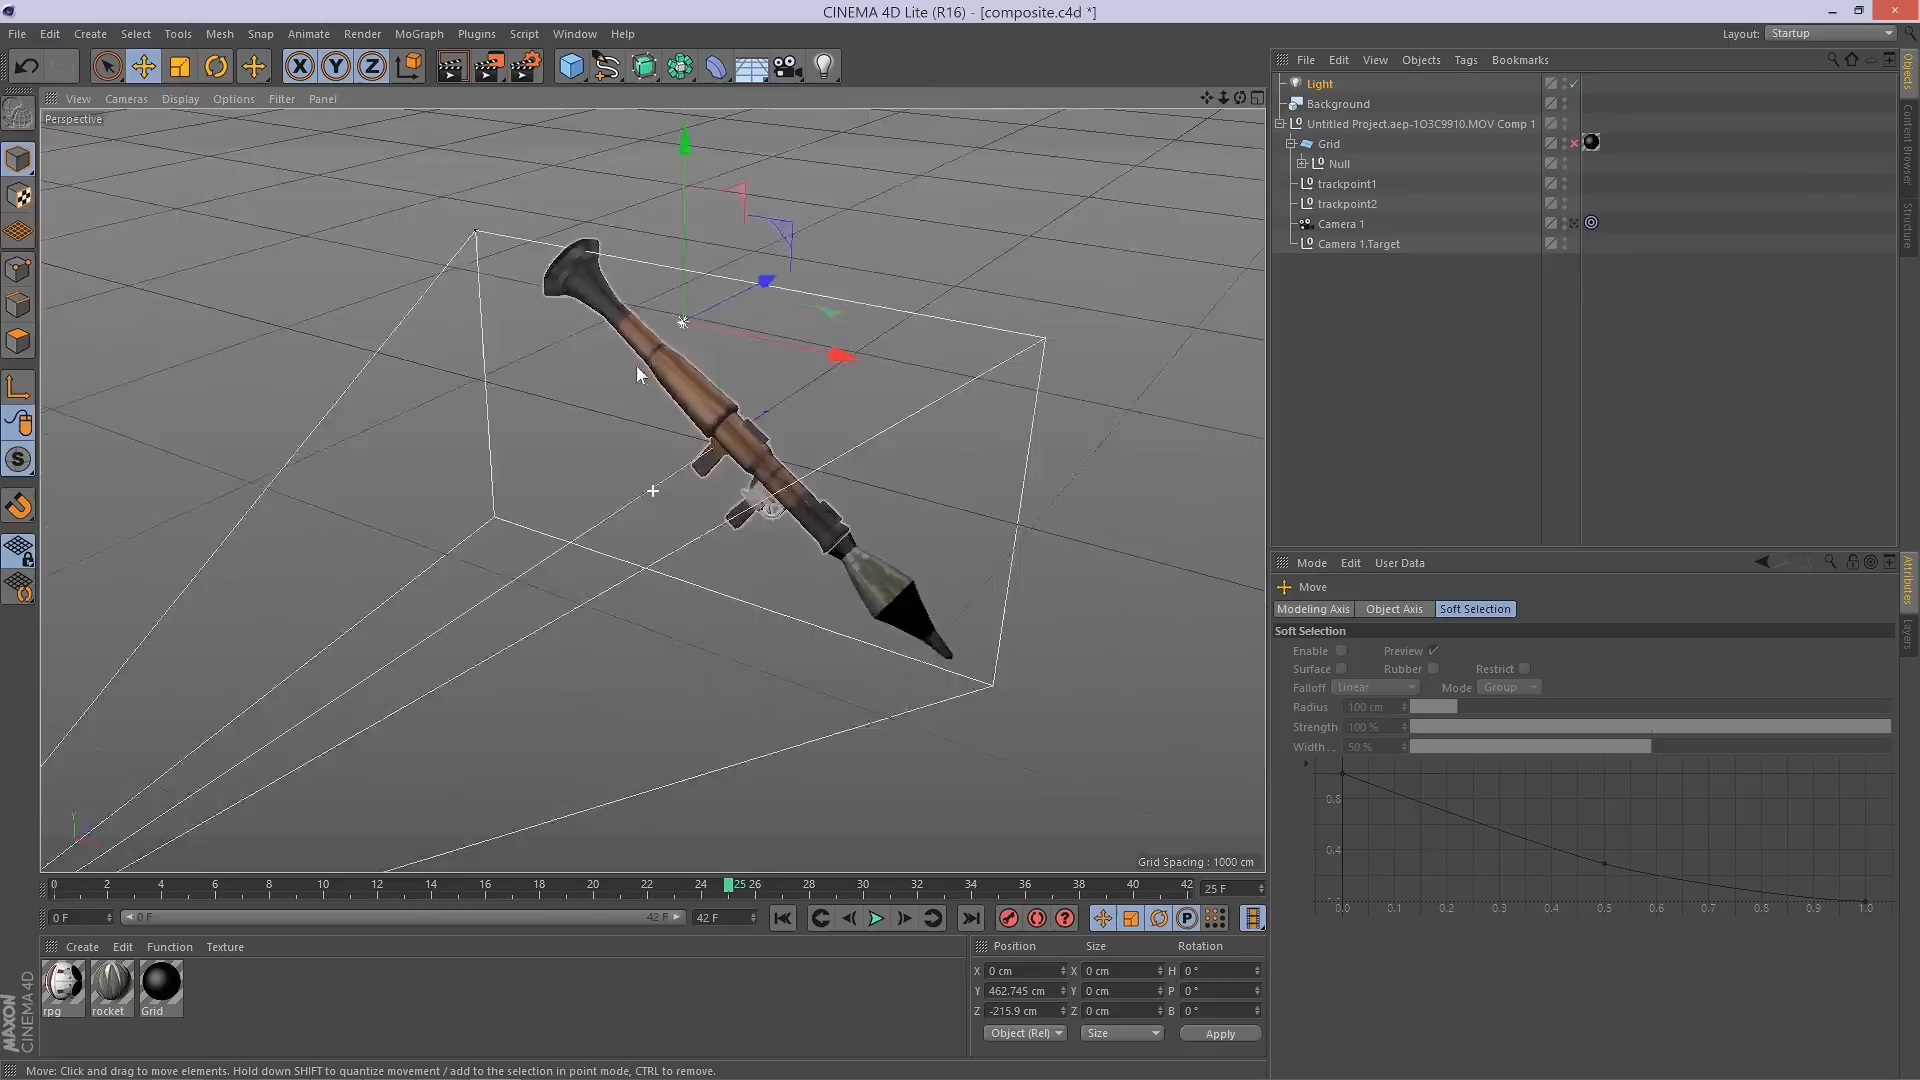 CINEMA 4D Lite (R16) - [composite.c4d *]
File Edit Create Select Tools Mesh Snap Animate Render MoGraph Plugins Script Window Help
Layout: Startup
View Cameras Display Options Filter Panel
Perspective
Grid Spacing : 1000 cm
0 2 4 6 8 10 12 14 16 18 20 22 24 25 26 28 30 32 34 36 38 40 42 25 F
0 F 0 F 42 F 42 F
Create Edit Function Texture
rpg rocket Grid
MAXON
CINEMA 4D
Position Size Rotation
X 0 cm X 0 cm H 0 °
Y 462.745 cm Y 0 cm P 0 °
Z -215.9 cm Z 0 cm B 0 °
Object (Rel) Size Apply
Move: Click and drag to move elements. Hold down SHIFT to quantize movement / add to the selection in point mode, CTRL to remove.
File Edit View Objects Tags Bookmarks
Light
Background
Untitled Project.aep-1O3C9910.MOV Comp 1
Grid
Null
trackpoint1
trackpoint2
Camera 1
Camera 1.Target
Objects
Content Browser
Structure
Mode Edit User Data
Move
Modeling Axis Object Axis Soft Selection
Soft Selection
Enable Preview
Surface Rubber Restrict
Falloff Linear Mode Group
Radius 100 cm
Strength 100 %
Width . . 50 %
0.8
0.4
0.0 0.1 0.2 0.3 0.4 0.5 0.6 0.7 0.8 0.9 1.0
Attributes
Layers